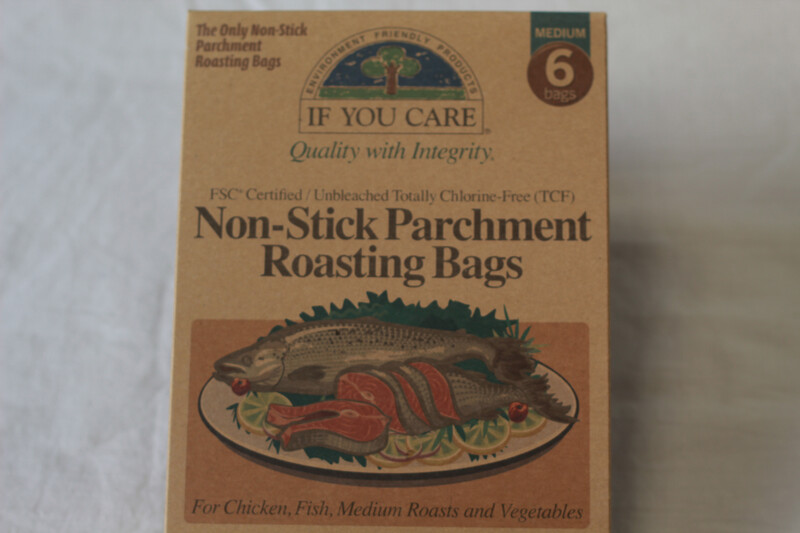 The Only Non-Stick
Parchment
Roasting Bags
ENVIRONMENT FRIENDLY PRODUCTS
IF YOU CARE®
Quality with Integrity.
MEDIUM
6
bags
FSC® Certified / Unbleached Totally Chlorine-Free (TCF)
Non-Stick Parchment
Roasting Bags
For Chicken, Fish, Medium Roasts and Vegetables